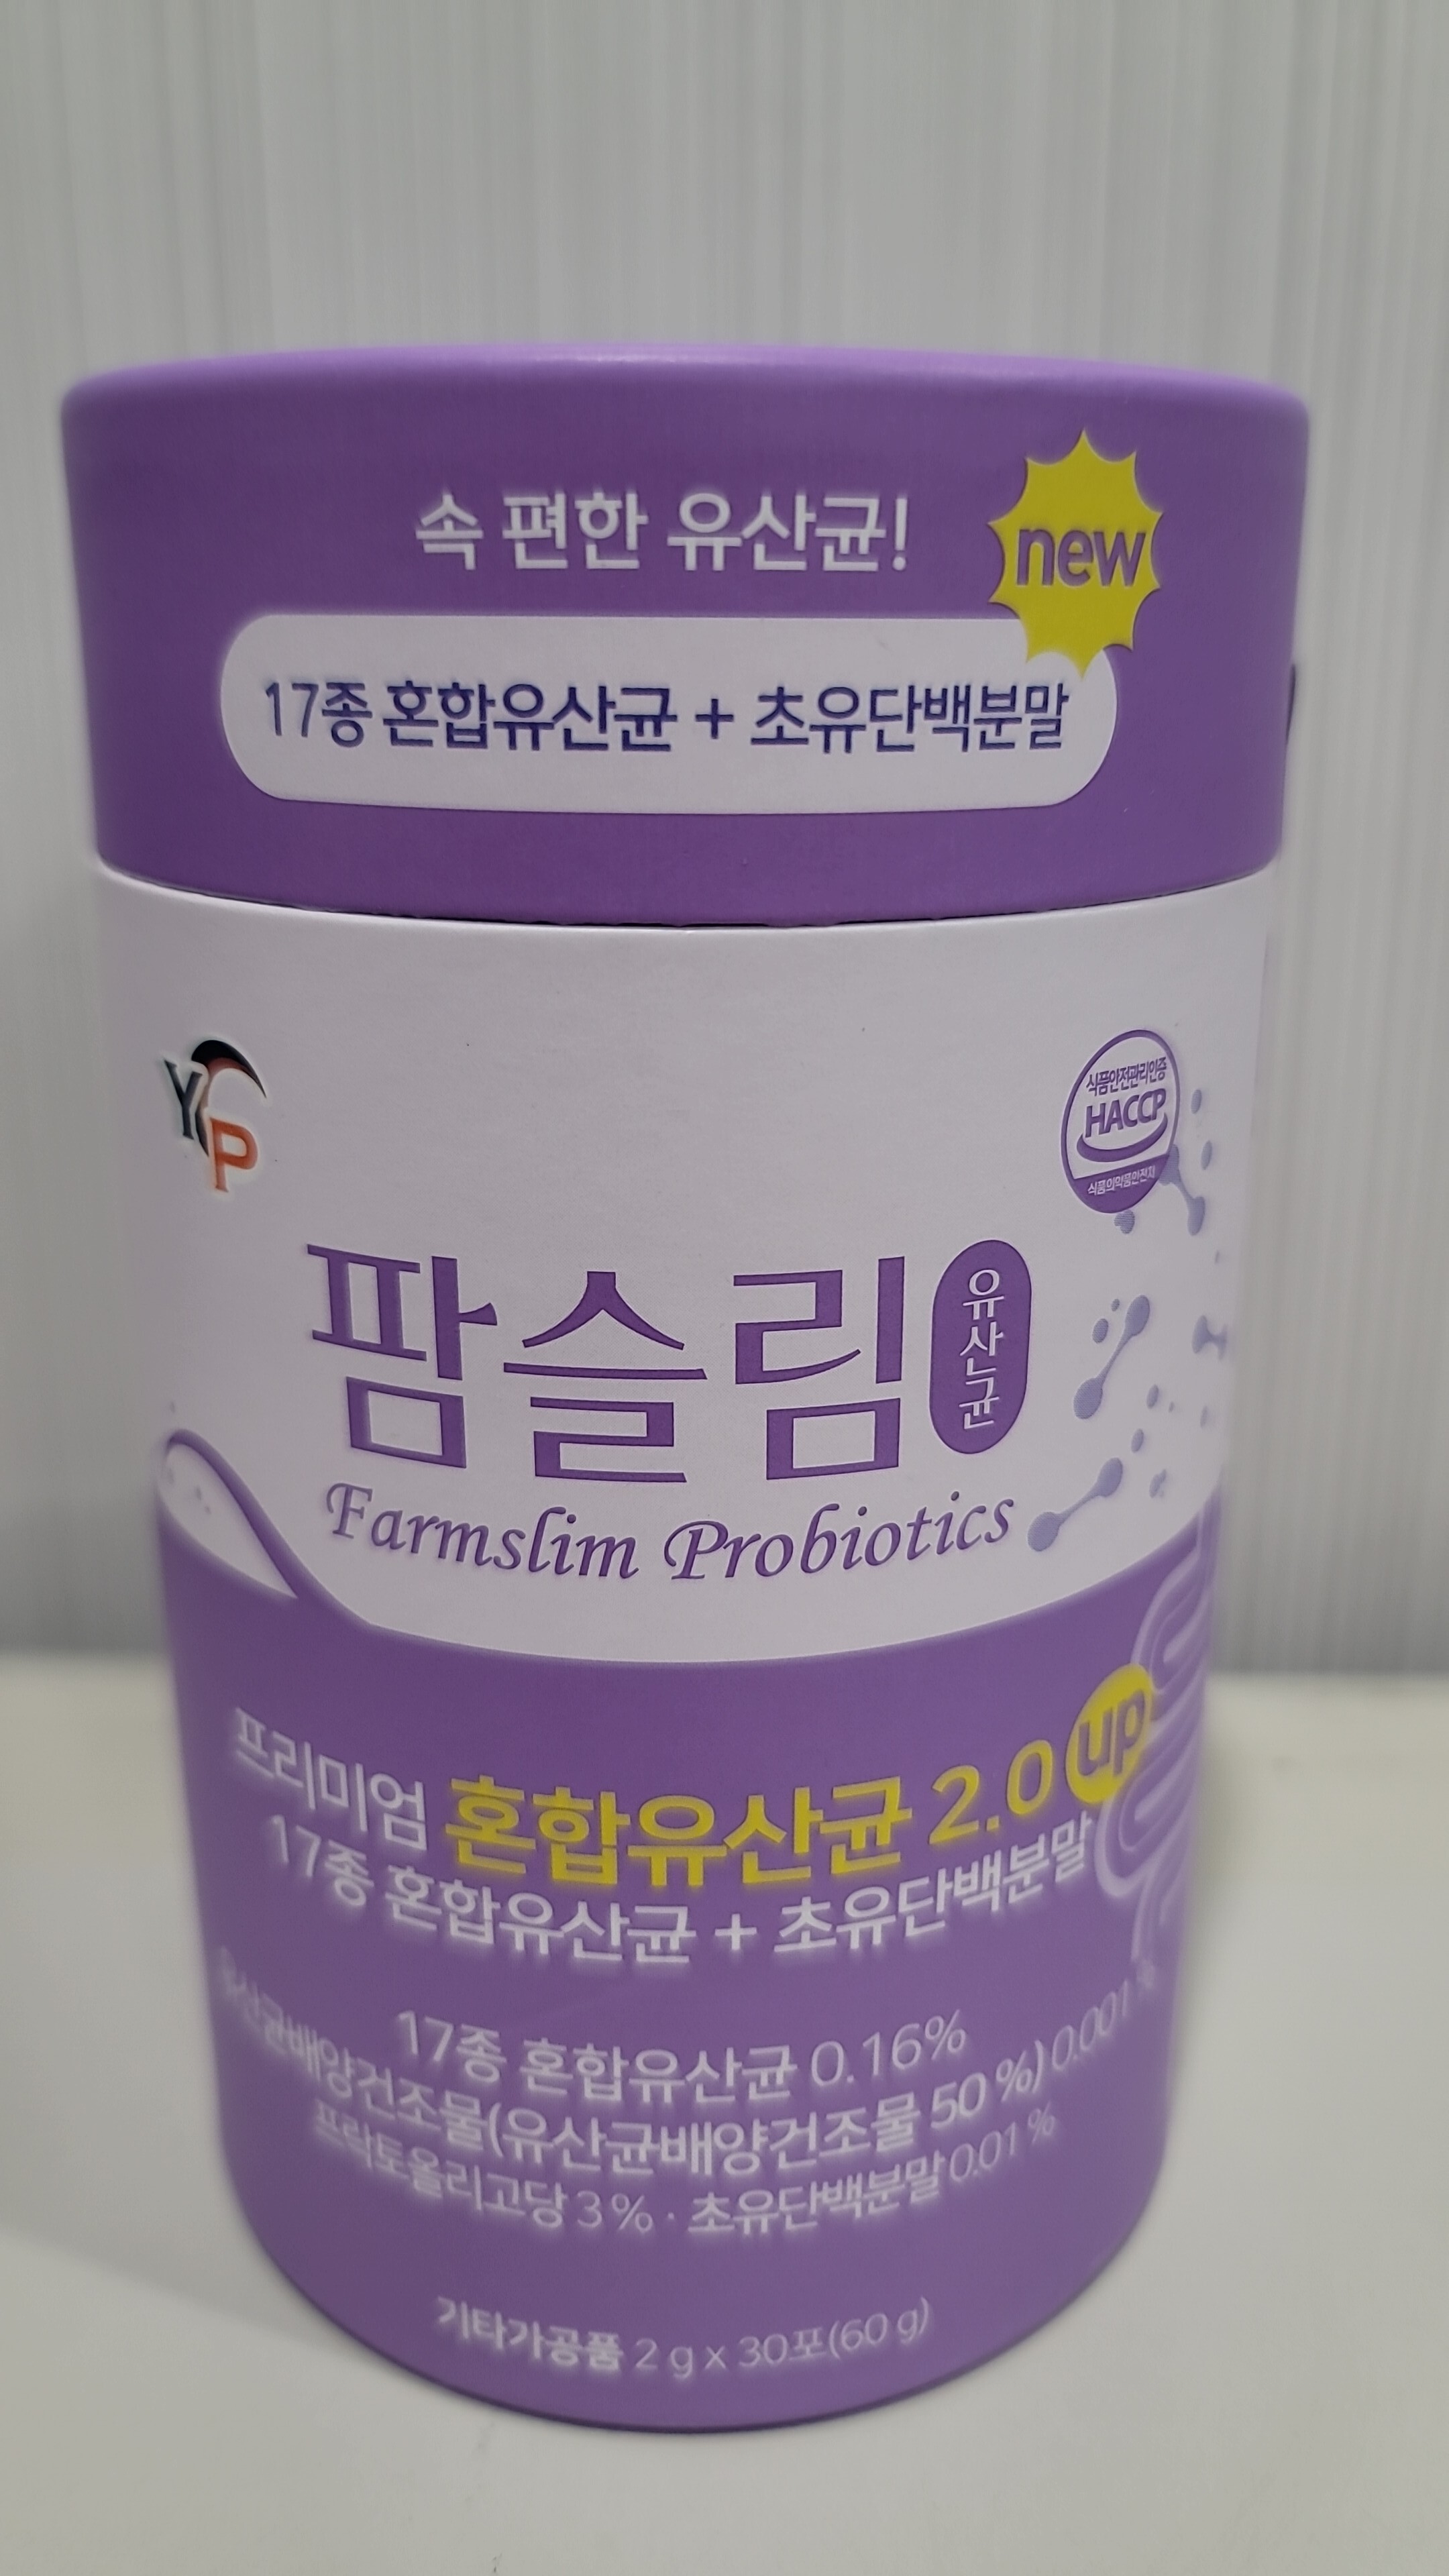 속 편한 유산균!
new
17종 혼합유산균 + 초유단백분말
YP
식품안전관리인증
HACCP
식품의약품안전처
팜슬림
유산균
Farmslim Probiotics
프리미엄 혼합유산균 2.0 up
17종 혼합유산균 + 초유단백분말
17종 혼합유산균 0.16%
유산균배양건조물(유산균배양건조물 50 %) 0.001 %
프락토올리고당 3 % · 초유단백분말 0.01 %
기타가공품 2 g x 30포(60 g)